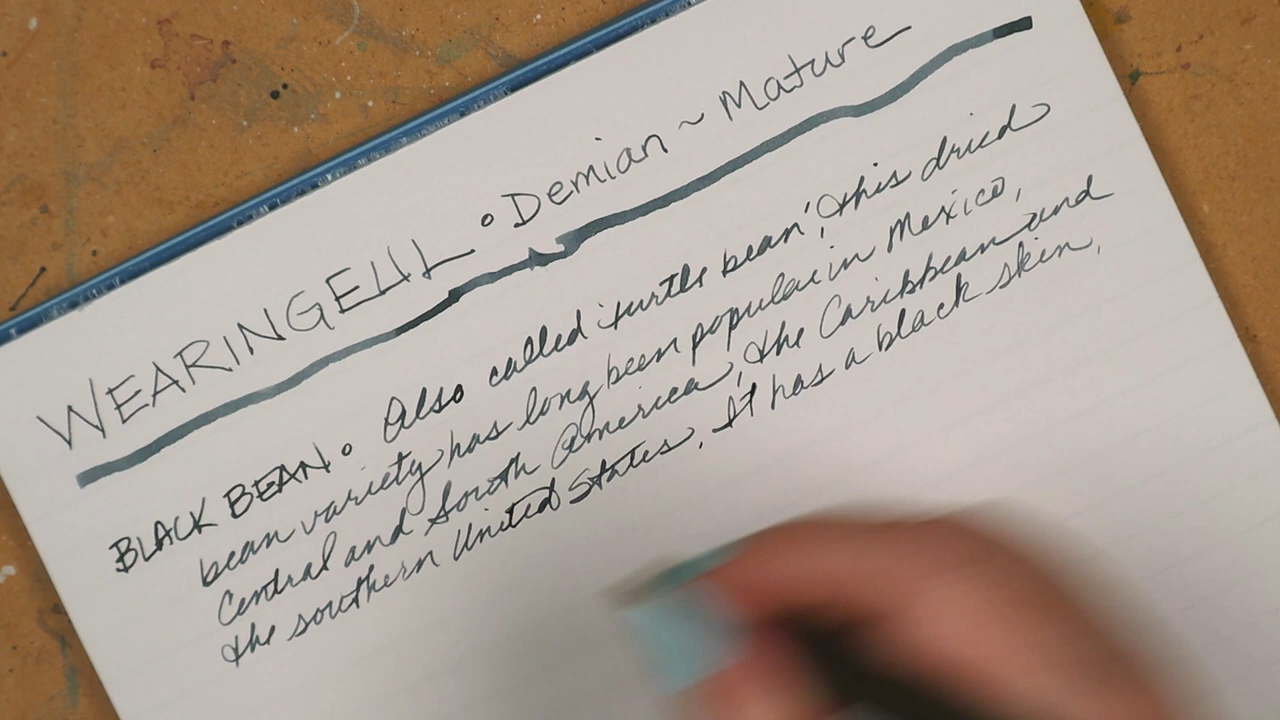 WEARINGEUL • Demian ~ Mature
BLACK BEAN • Also called 'turtle bean', this dried
bean variety has long been popular in Mexico,
Central and South America, the Caribbean and
the southern United States. It has a black skin,